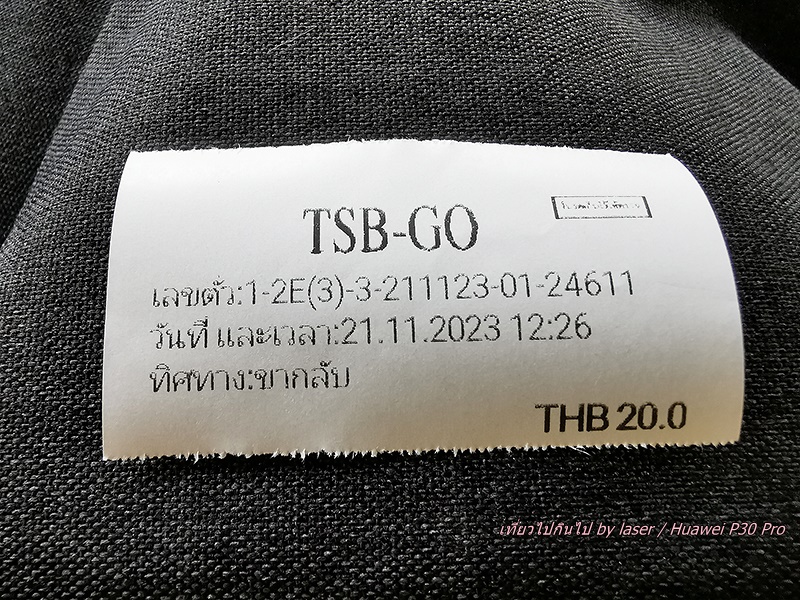 TSB-GO
เลขตั๋ว:1-2E(3)-3-211123-01-24611
วันที่ และเวลา:21.11.2023 12:26
ทิศทาง:ขากลับ
THB 20.0
เที่ยวไปกินไป by laser / Huawei P30 Pro